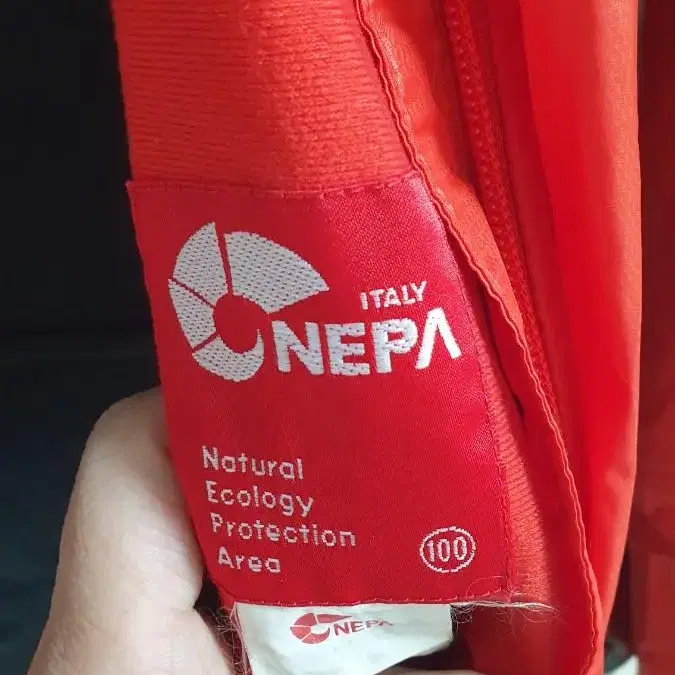 ITALY
NEPA
Natural
Ecology
Protection
Area
100
NEPA